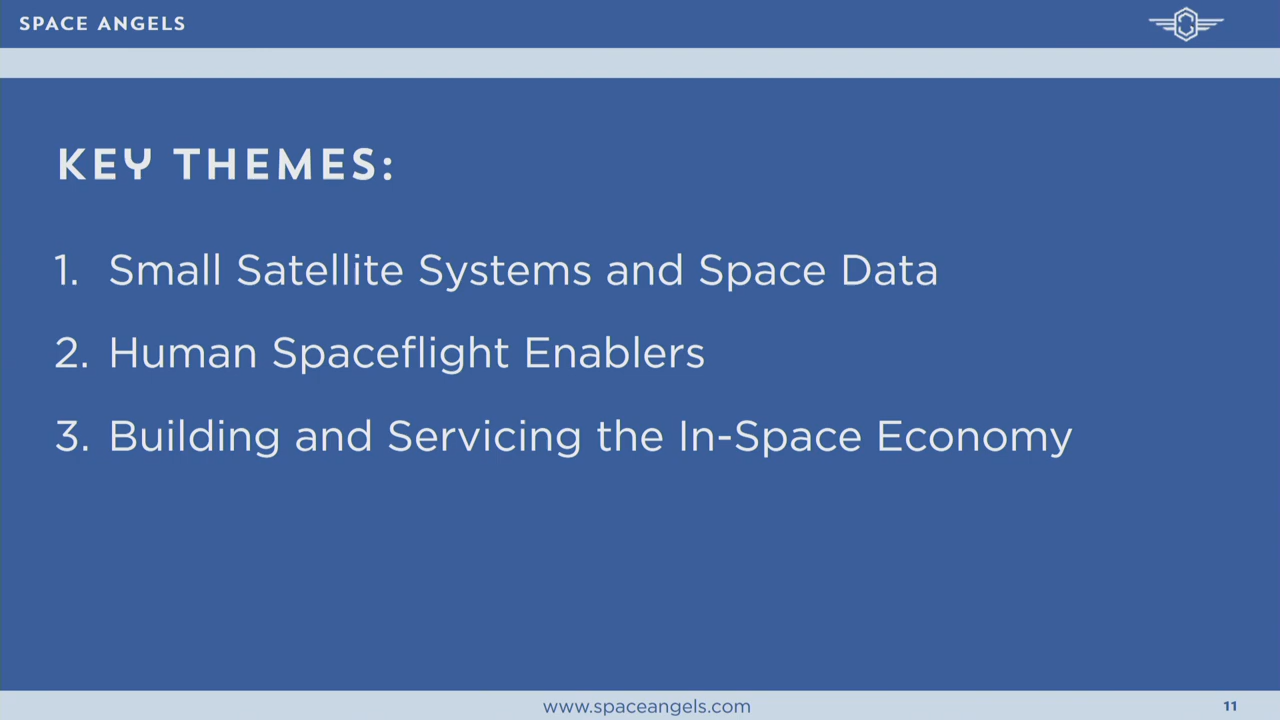 SPACE ANGELS
KEY THEMES:
1. Small Satellite Systems and Space Data
2. Human Spaceflight Enablers
3. Building and Servicing the In-Space Economy
www.spaceangels.com
11